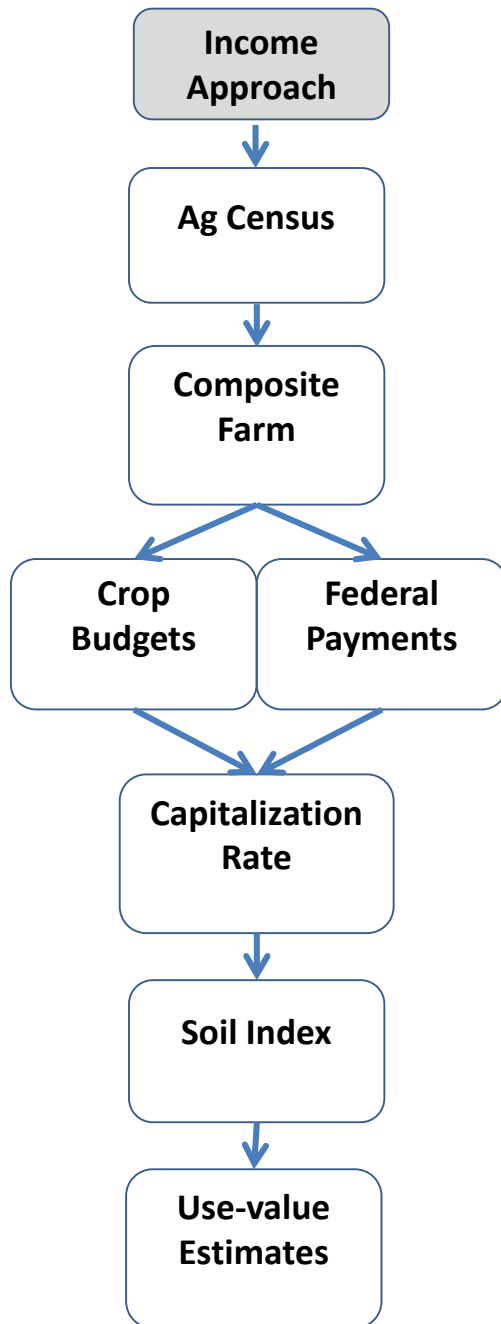 Income
Approach
Ag Census
Composite
Farm
Crop
Budgets
Federal
Payments
Capitalization
Rate
Soil Index
Use-value
Estimates